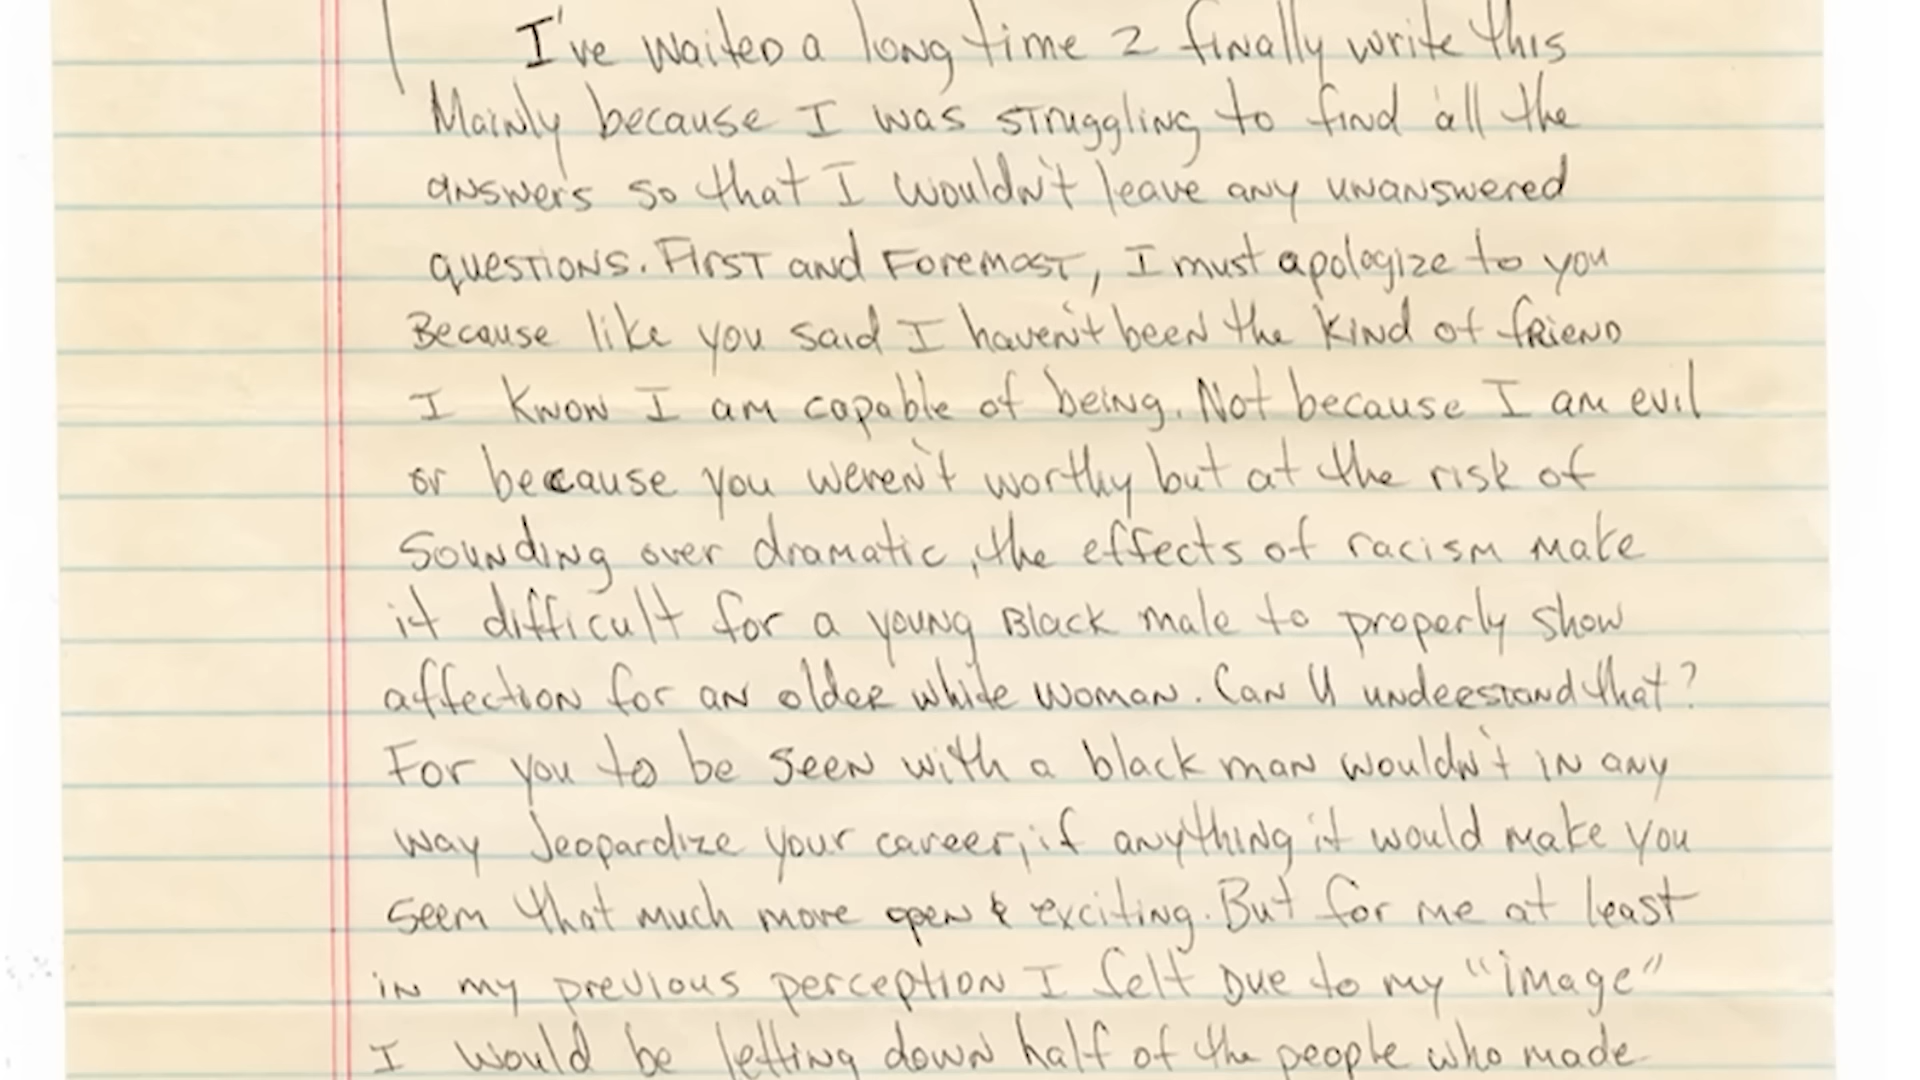 I've waited a long time 2 finally write this
Mainly because I was struggling to find all the
answers so that I wouldn't leave any unanswered
questions. First and Foremost, I must apologize to you
Because like you said I haven't been the kind of friend
I know I am capable of being. Not because I am evil
or because you weren't worthy but at the risk of
sounding over dramatic, the effects of racism make
it difficult for a young Black male to properly show
affection for an older white woman. Can U understand that?
For you to be seen with a black man wouldn't in any
way jeopardize your career, if anything it would make you
seem that much more open & exciting. But for me at least
in my previous perception I felt Due to my "image"
I would be letting down half of the people who made